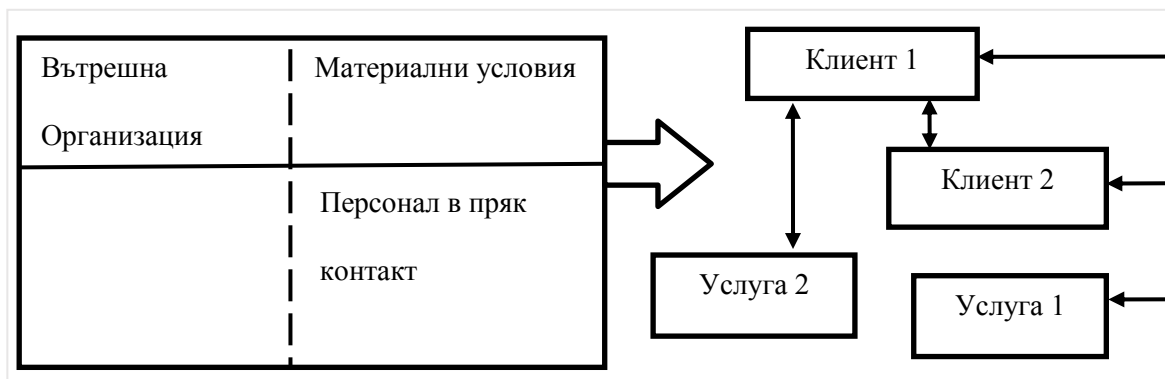 Вътрешна
Организация
Материални условия
Персонал в пряк
контакт
Клиент 1
Клиент 2
Услуга 2
Услуга 1